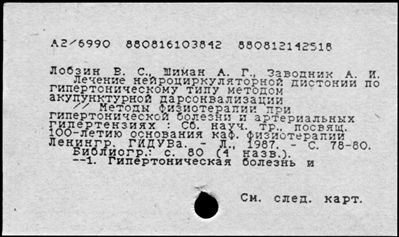 А2/6990 880816103842 880812142518
Лобзин В. С., Шиман А. Г., Заводник А. И.
Лечение нейроциркуляторной дистонии по
гипертоническому типу методом
акупунктурной дарсонвализации
// Методы физиотерапии при
гипертонической болезни и артериальных
гипертензиях : Сб. науч. тр., посвящ.
100-летию основания каф. физиотерапии
Ленингр. ГИДУВа. - Л., 1987. - С. 78-80.
Библиогр.: с. 80 (4 назв.).
--1. Гипертоническая болезнь и
См. след. карт.